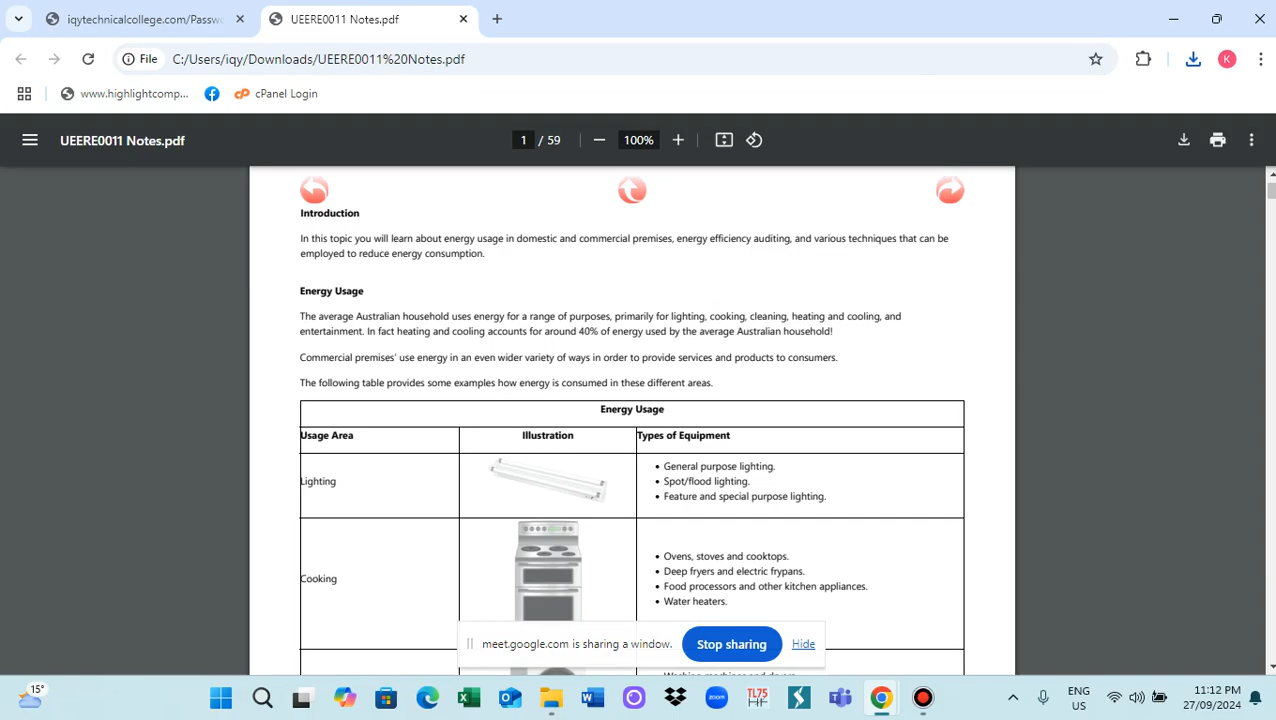 iqytechnicalcollege.com/Passw
UEERE0011 Notes.pdf
File
C:/Users/iqy/Downloads/UEERE0011%20Notes.pdf
K
www.highlightcomp...
cPanel Login
UEERE0011 Notes.pdf
1 / 59
100%
Introduction
In this topic you will learn about energy usage in domestic and commercial premises, energy efficiency auditing, and various techniques that can be
employed to reduce energy consumption.
Energy Usage
The average Australian household uses energy for a range of purposes, primarily for lighting, cooking, cleaning, heating and cooling, and
entertainment. In fact heating and cooling accounts for around 40% of energy used by the average Australian household!
Commercial premises' use energy in an even wider variety of ways in order to provide services and products to consumers.
The following table provides some examples how energy is consumed in these different areas.
Energy Usage
Usage Area Illustration Types of Equipment
Lighting
• General purpose lighting.
• Spot/flood lighting.
• Feature and special purpose lighting.
Cooking
• Ovens, stoves and cooktops.
• Deep fryers and electric frypans.
• Food processors and other kitchen appliances.
• Water heaters.
meet.google.com is sharing a window. Stop sharing Hide
15°
zoom
TL75
ENG
US
11:12 PM
27/09/2024